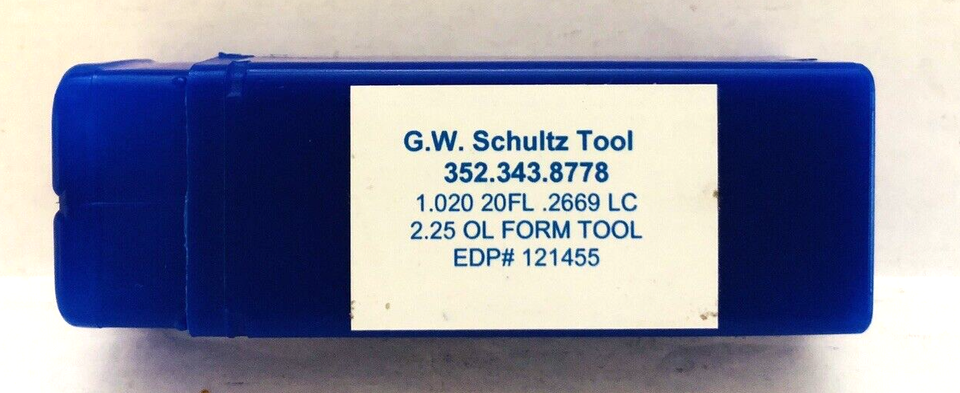 G.W. Schultz Tool
352.343.8778
1.020 20FL .2669 LC
2.25 OL FORM TOOL
EDP# 121455